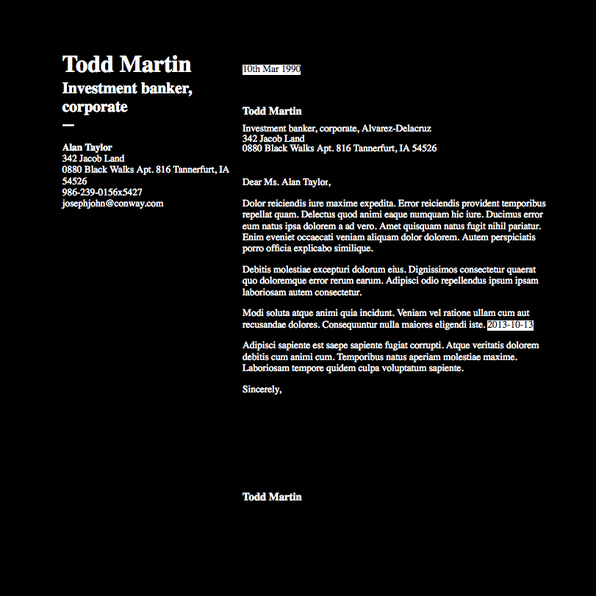 Todd Martin
Investment banker,
corporate
—
Alan Taylor
342 Jacob Land
0880 Black Walks Apt. 816 Tannerfurt, IA
54526
986-239-0156x5427
josephjohn@conway.com
10th Mar 1990
Todd Martin
Investment banker, corporate, Alvarez-Delacruz
342 Jacob Land
0880 Black Walks Apt. 816 Tannerfurt, IA 54526
Dear Ms. Alan Taylor,
Dolor reiciendis iure maxime expedita. Error reiciendis provident temporibus
repellat quam. Delectus quod animi eaque numquam hic iure. Ducimus error
eum natus ipsa dolorem a ad vero. Amet quisquam natus fugit nihil pariatur.
Enim eveniet occaecati veniam aliquam dolor dolorem. Autem perspiciatis
porro officia explicabo similique.
Debitis molestiae excepturi dolorum eius. Dignissimos consectetur quaerat
quo doloremque error rerum earum. Adipisci odio repellendus ipsum ipsam
laboriosam autem consectetur.
Modi soluta atque animi quia incidunt. Veniam vel ratione ullam cum aut
recusandae dolores. Consequuntur nulla maiores eligendi iste. 2013-10-13
Adipisci sapiente est saepe sapiente fugiat corrupti. Atque veritatis dolorem
debitis cum animi cum. Temporibus natus aperiam molestiae maxime.
Laboriosam tempore quidem culpa voluptatum sapiente.
Sincerely,
Todd Martin